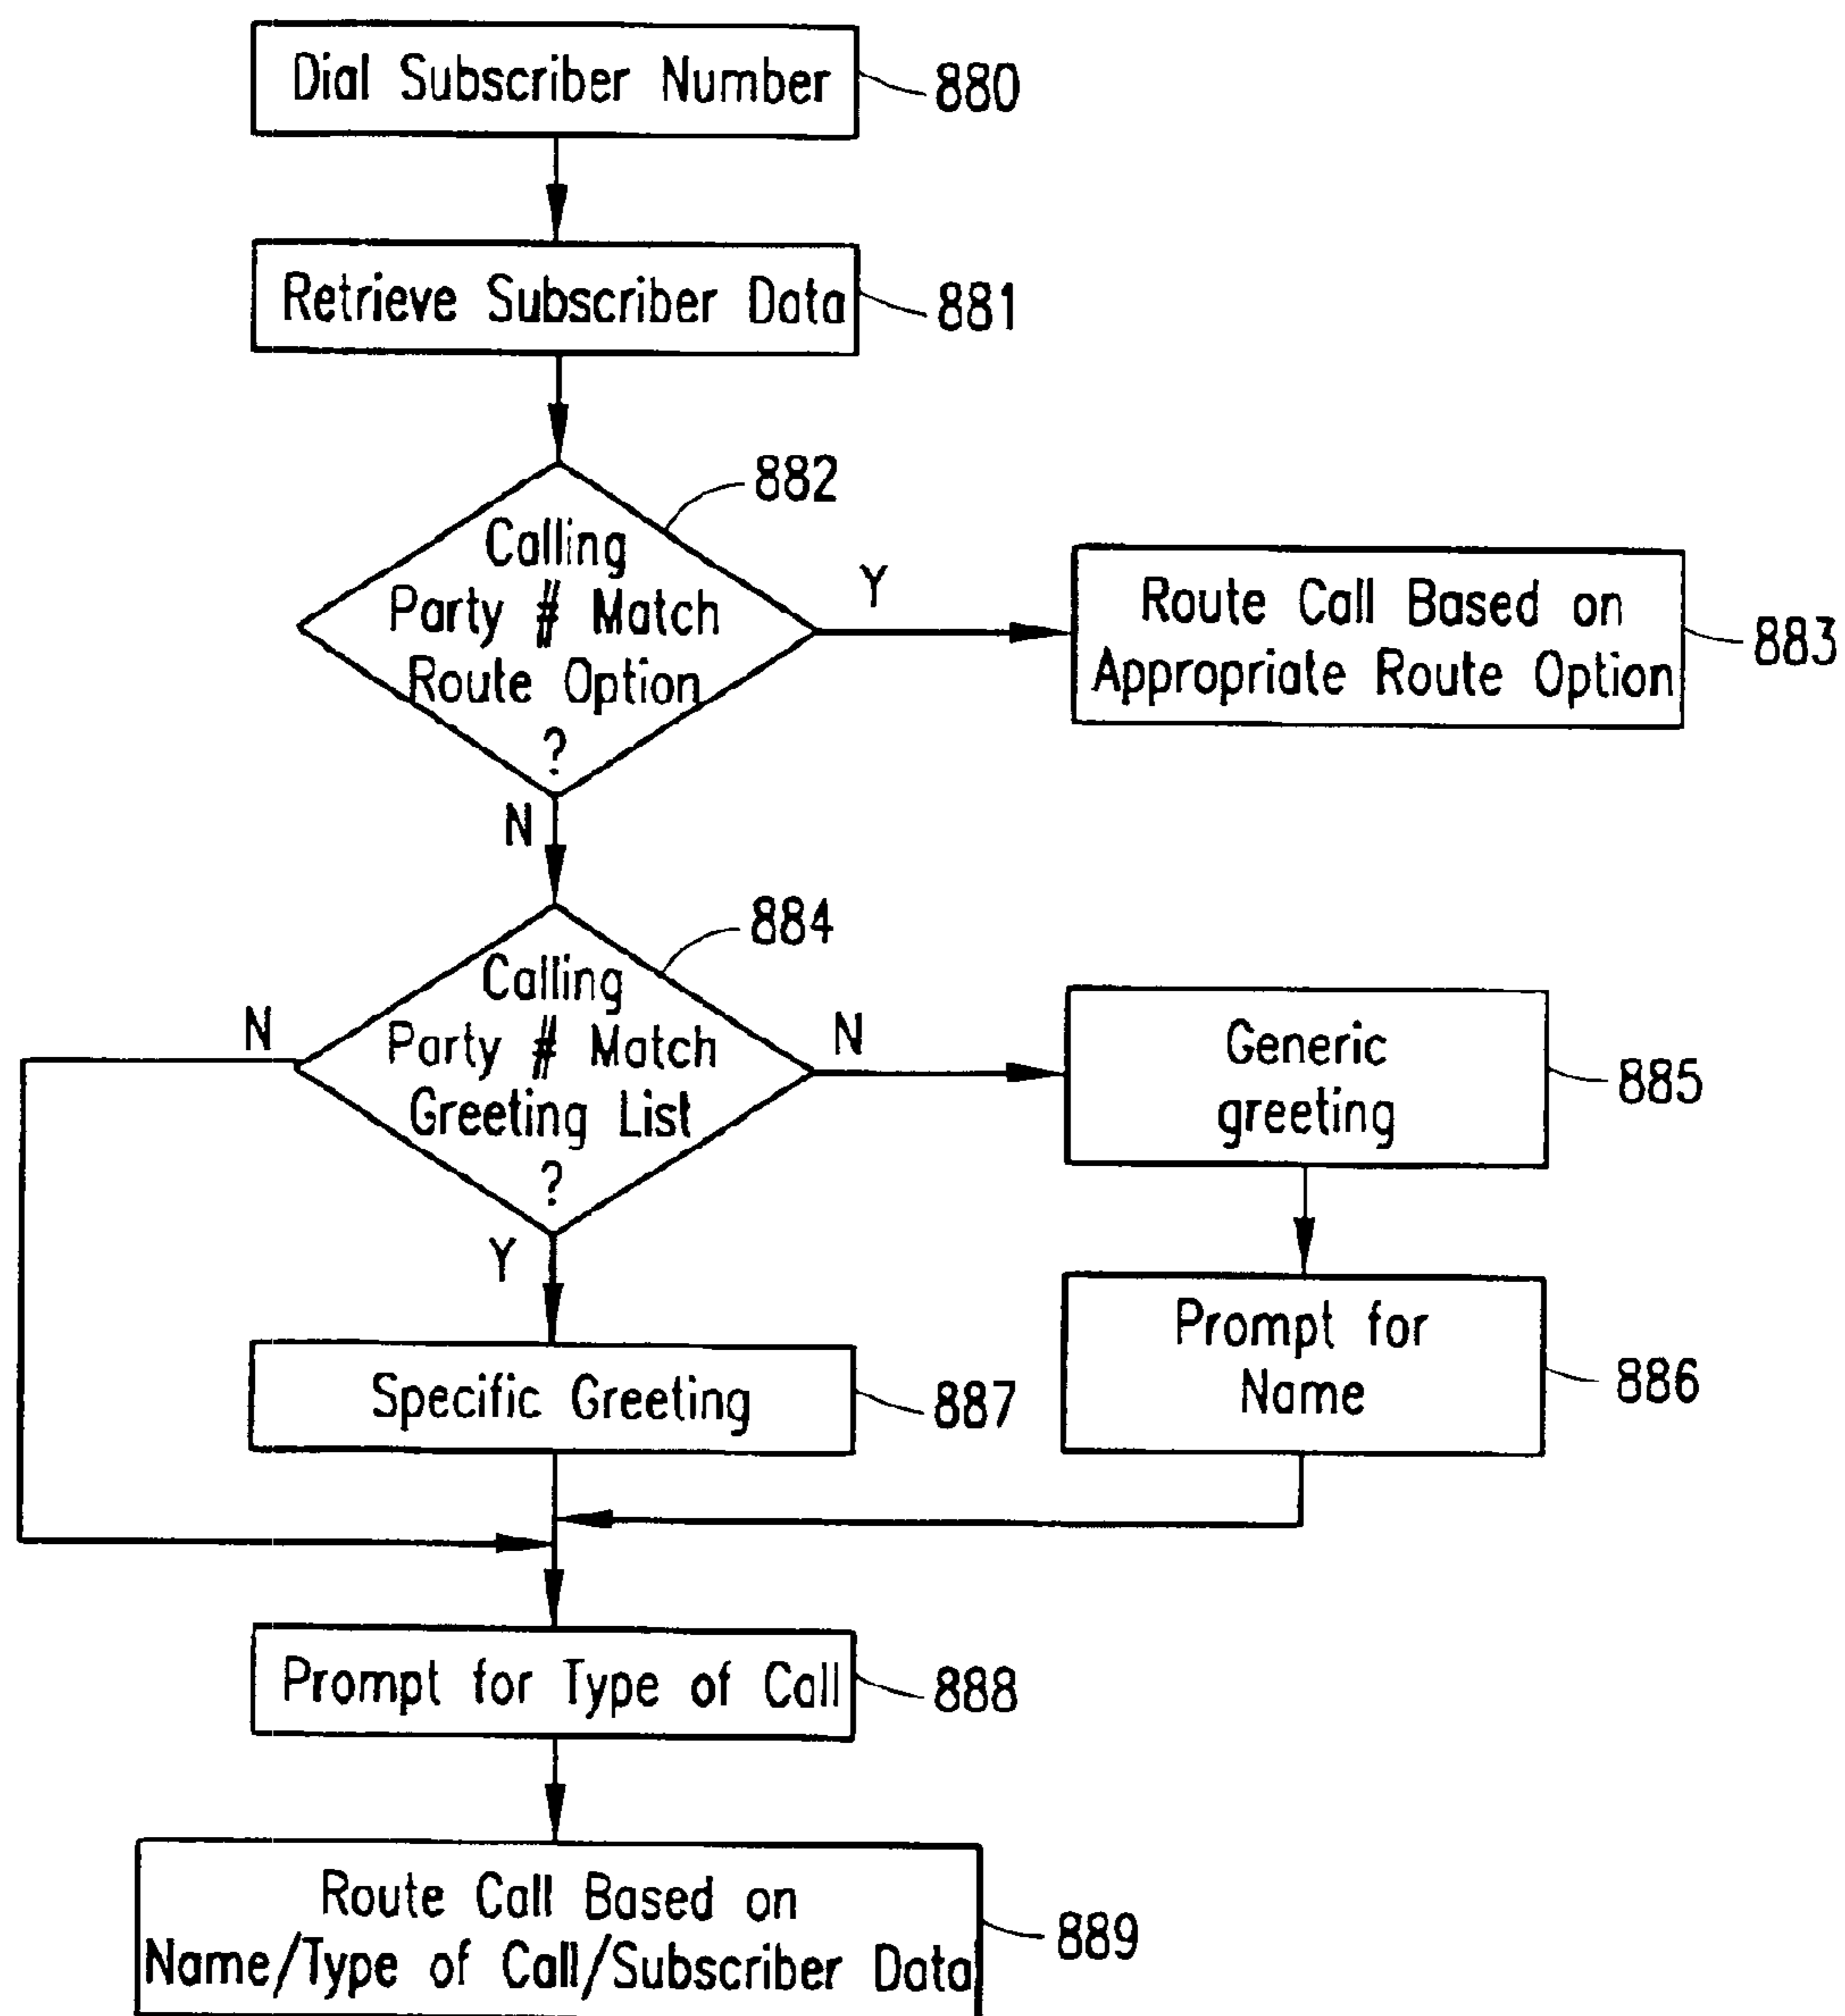 Dial Subscriber Number
880
Retrieve Subscriber Data
881
882
Calling
Party # Match
Route Option
?
Y
Route Call Based on
Appropriate Route Option
883
N
884
Calling
Party # Match
Greeting List
?
N
N
Generic
greeting
885
Y
Prompt for
Name
886
Specific Greeting
887
Prompt for Type of Call
888
Route Call Based on
Name/Type of Call/Subscriber Data
889